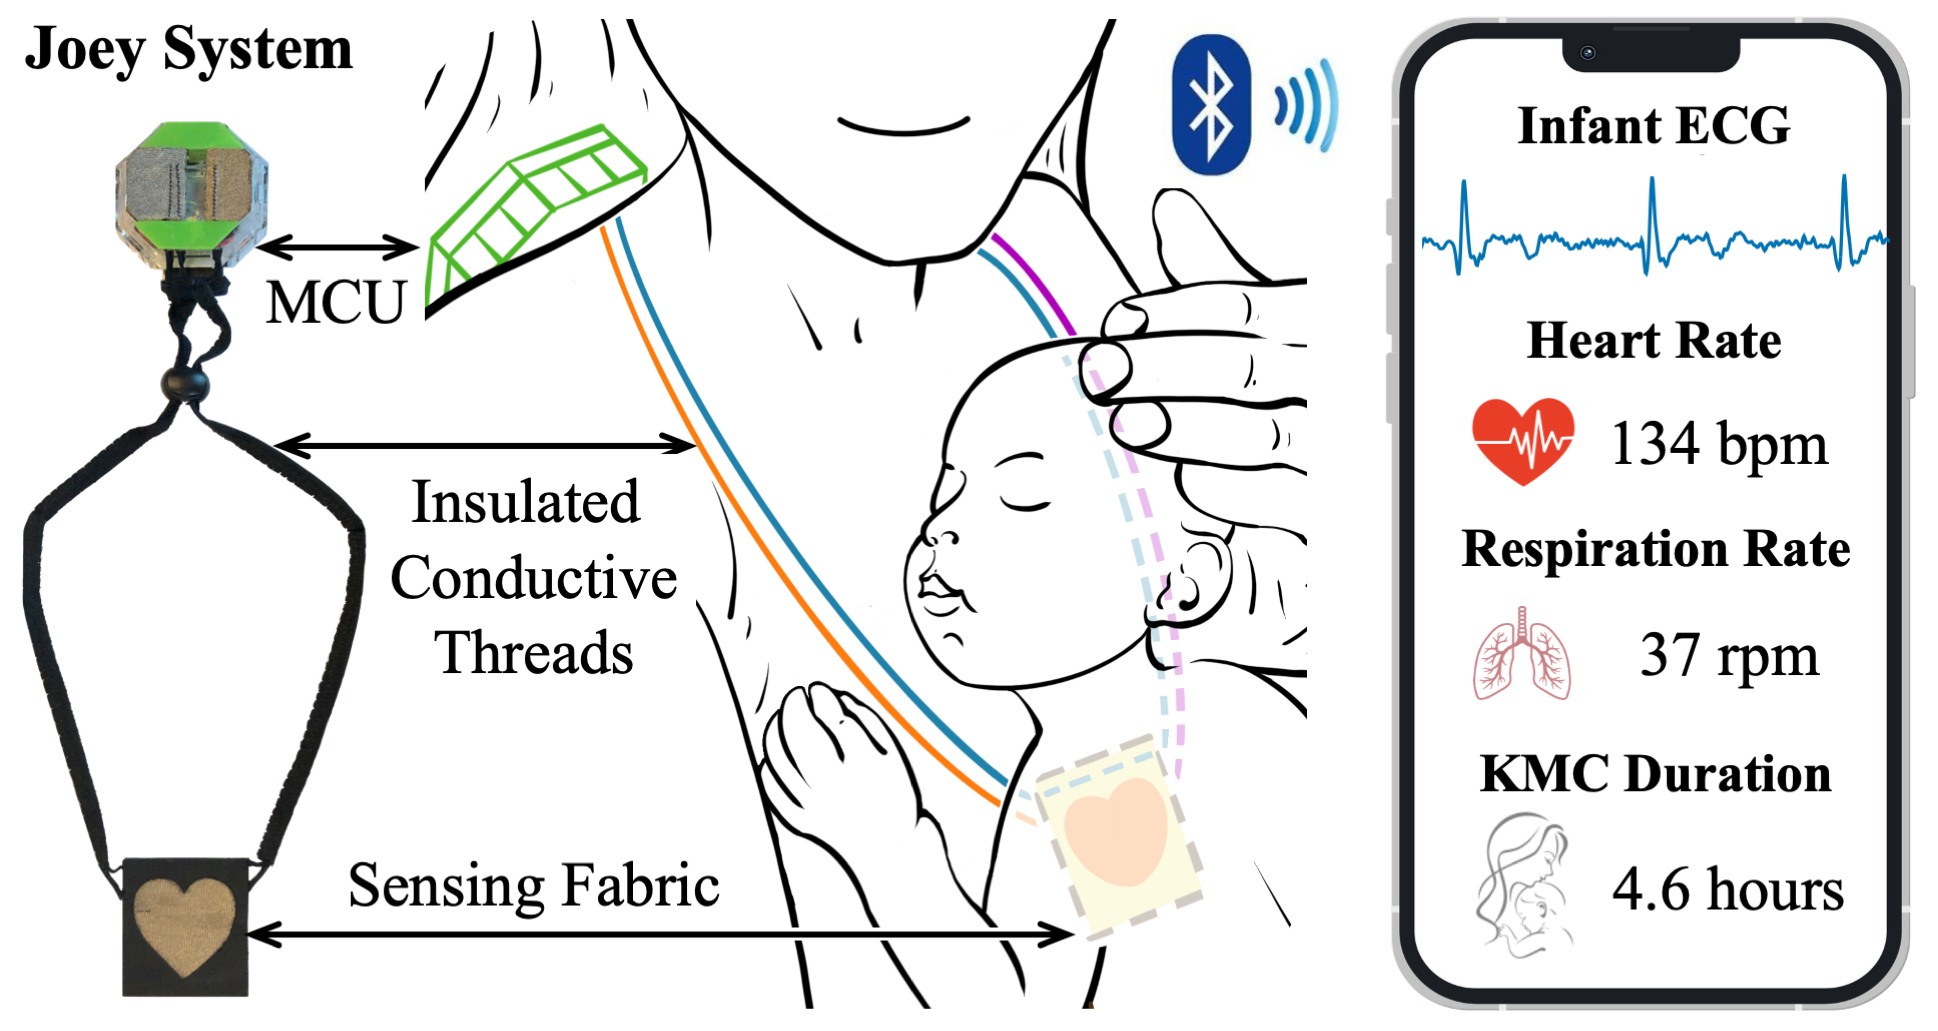 Joey System
MCU
Insulated
Conductive
Threads
Sensing Fabric
Infant ECG
Heart Rate
134 bpm
Respiration Rate
37 rpm
KMC Duration
4.6 hours